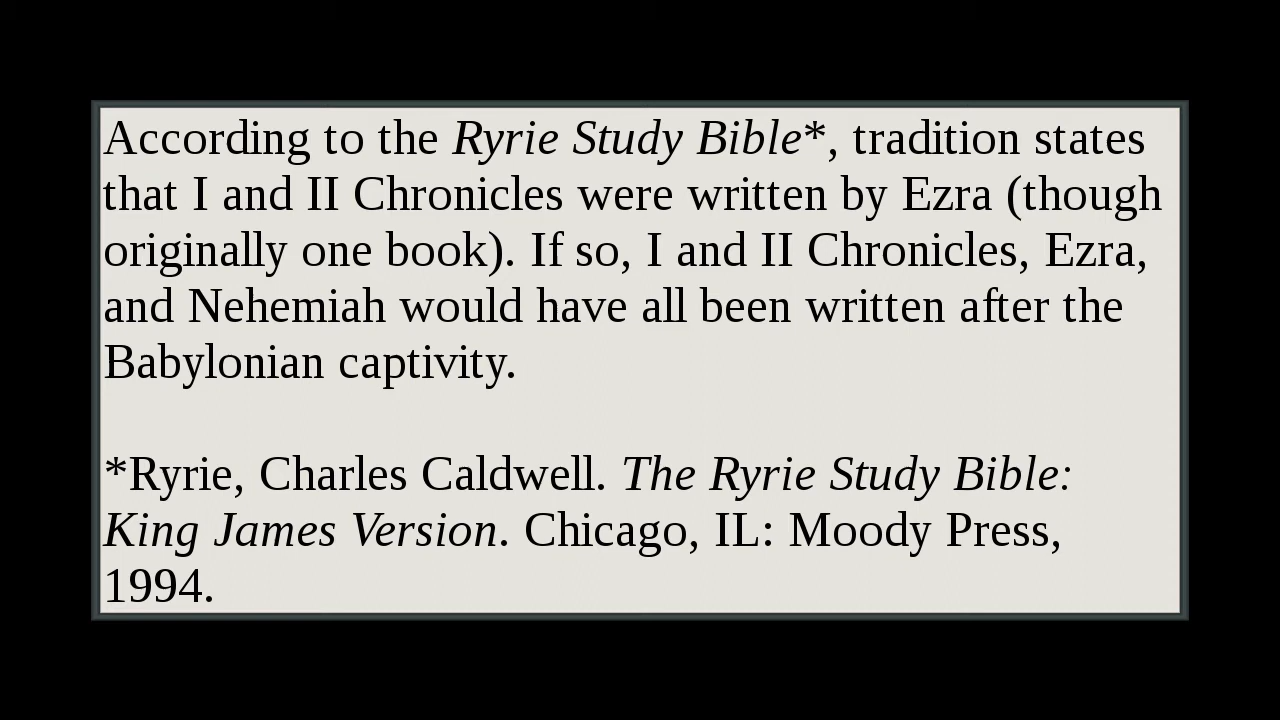 According to the Ryrie Study Bible*, tradition states
that I and II Chronicles were written by Ezra (though
originally one book). If so, I and II Chronicles, Ezra,
and Nehemiah would have all been written after the
Babylonian captivity.
*Ryrie, Charles Caldwell. The Ryrie Study Bible:
King James Version. Chicago, IL: Moody Press,
1994.